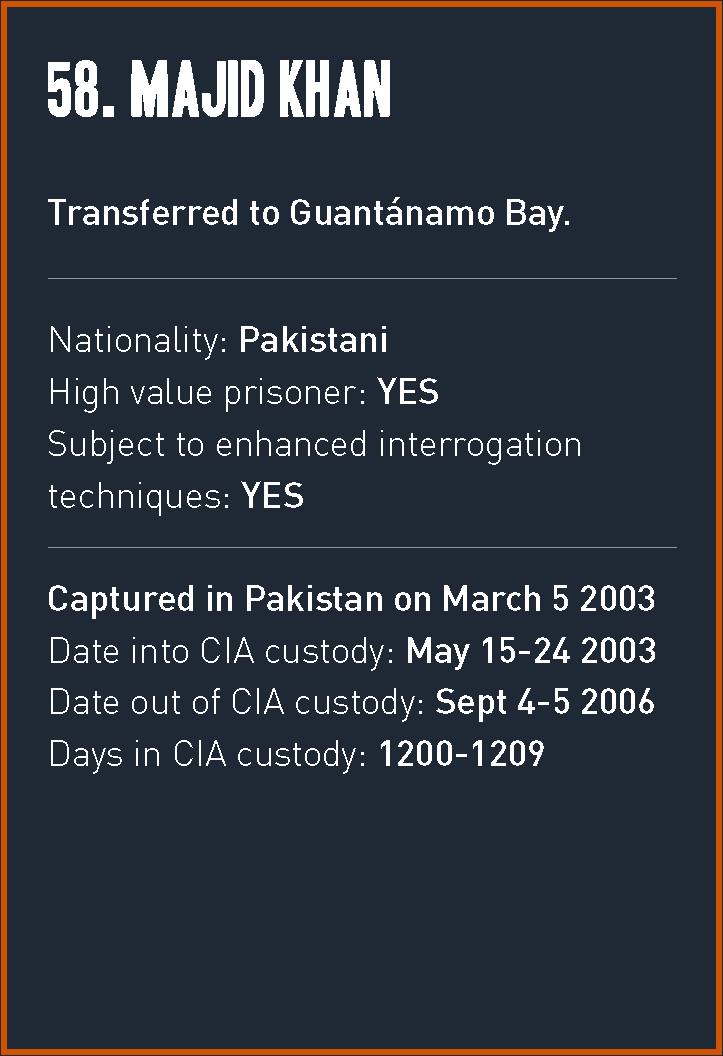 58. MAJID KHAN
Transferred to Guantánamo Bay.
Nationality: Pakistani
High value prisoner: YES
Subject to enhanced interrogation
techniques: YES
Captured in Pakistan on March 5 2003
Date into CIA custody: May 15-24 2003
Date out of CIA custody: Sept 4-5 2006
Days in CIA custody: 1200-1209